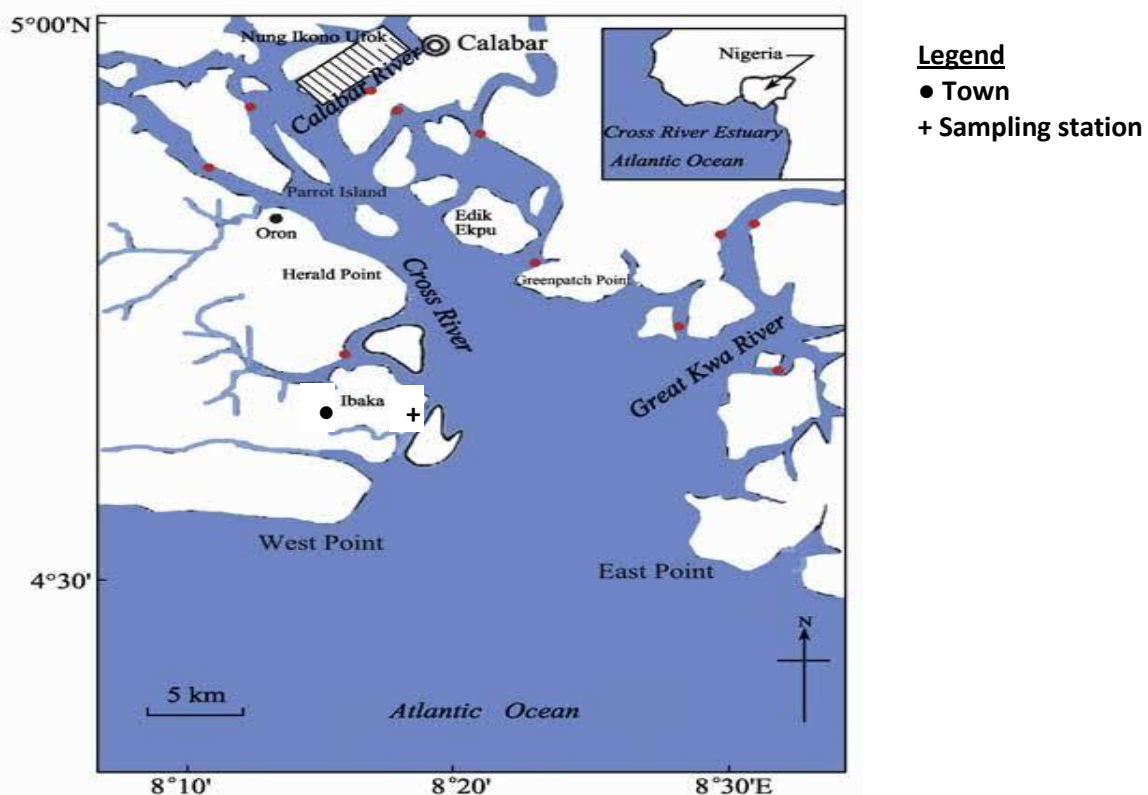 5°00'N
Nung Ikono Utok
Calabar
Calabar River
Nigeria
Cross River Estuary
Atlantic Ocean
Legend
● Town
+ Sampling station
Parrot Island
Oron
Edik
Ekpu
Herald Point
Cross River
Greenpatch Point
Great Kwa River
Ibaka
+
West Point
East Point
4°30'
N
5 km
Atlantic Ocean
8°10'
8°20'
8°30'E